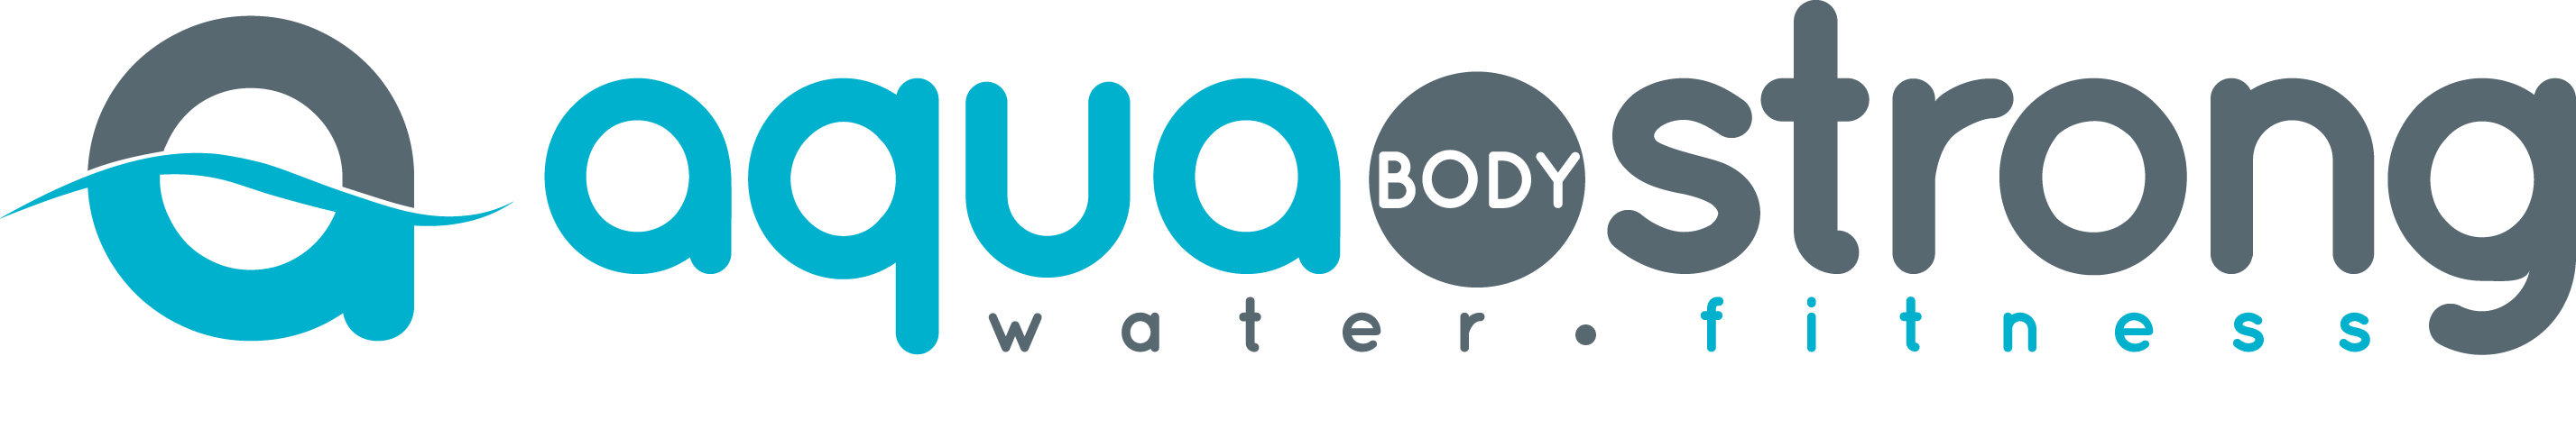 aqua BODY strong
water • fitness